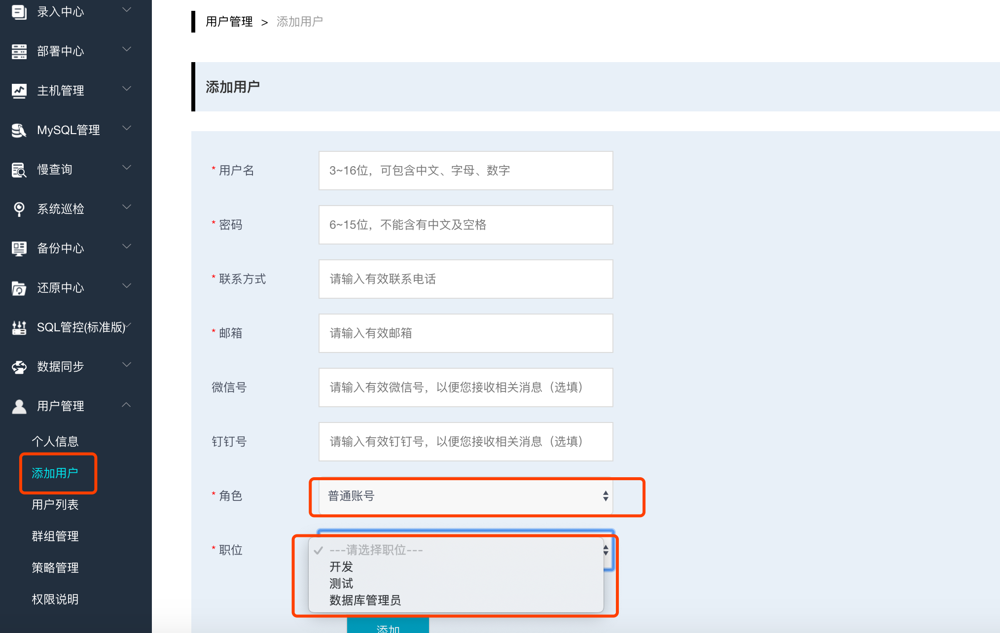 录入中心
部署中心
主机管理
MySQL管理
慢查询
系统巡检
备份中心
还原中心
SQL管控(标准版)
数据同步
用户管理
个人信息
添加用户
用户列表
群组管理
策略管理
权限说明
用户管理 > 添加用户
添加用户
* 用户名 3~16位，可包含中文、字母、数字
* 密码 6~15位，不能含有中文及空格
* 联系方式 请输入有效联系电话
* 邮箱 请输入有效邮箱
微信号 请输入有效微信号，以便您接收相关消息（选填）
钉钉号 请输入有效钉钉号，以便您接收相关消息（选填）
* 角色 普通账号
* 职位 ---请选择职位---
开发
测试
数据库管理员
添加